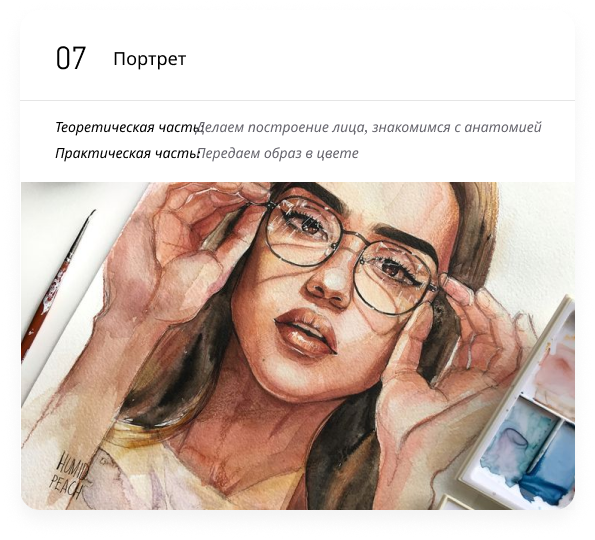 07 Портрет
Теоретическая часть: Делаем построение лица, знакомимся с анатомией
Практическая часть: Передаем образ в цвете
HUMID
PEACH